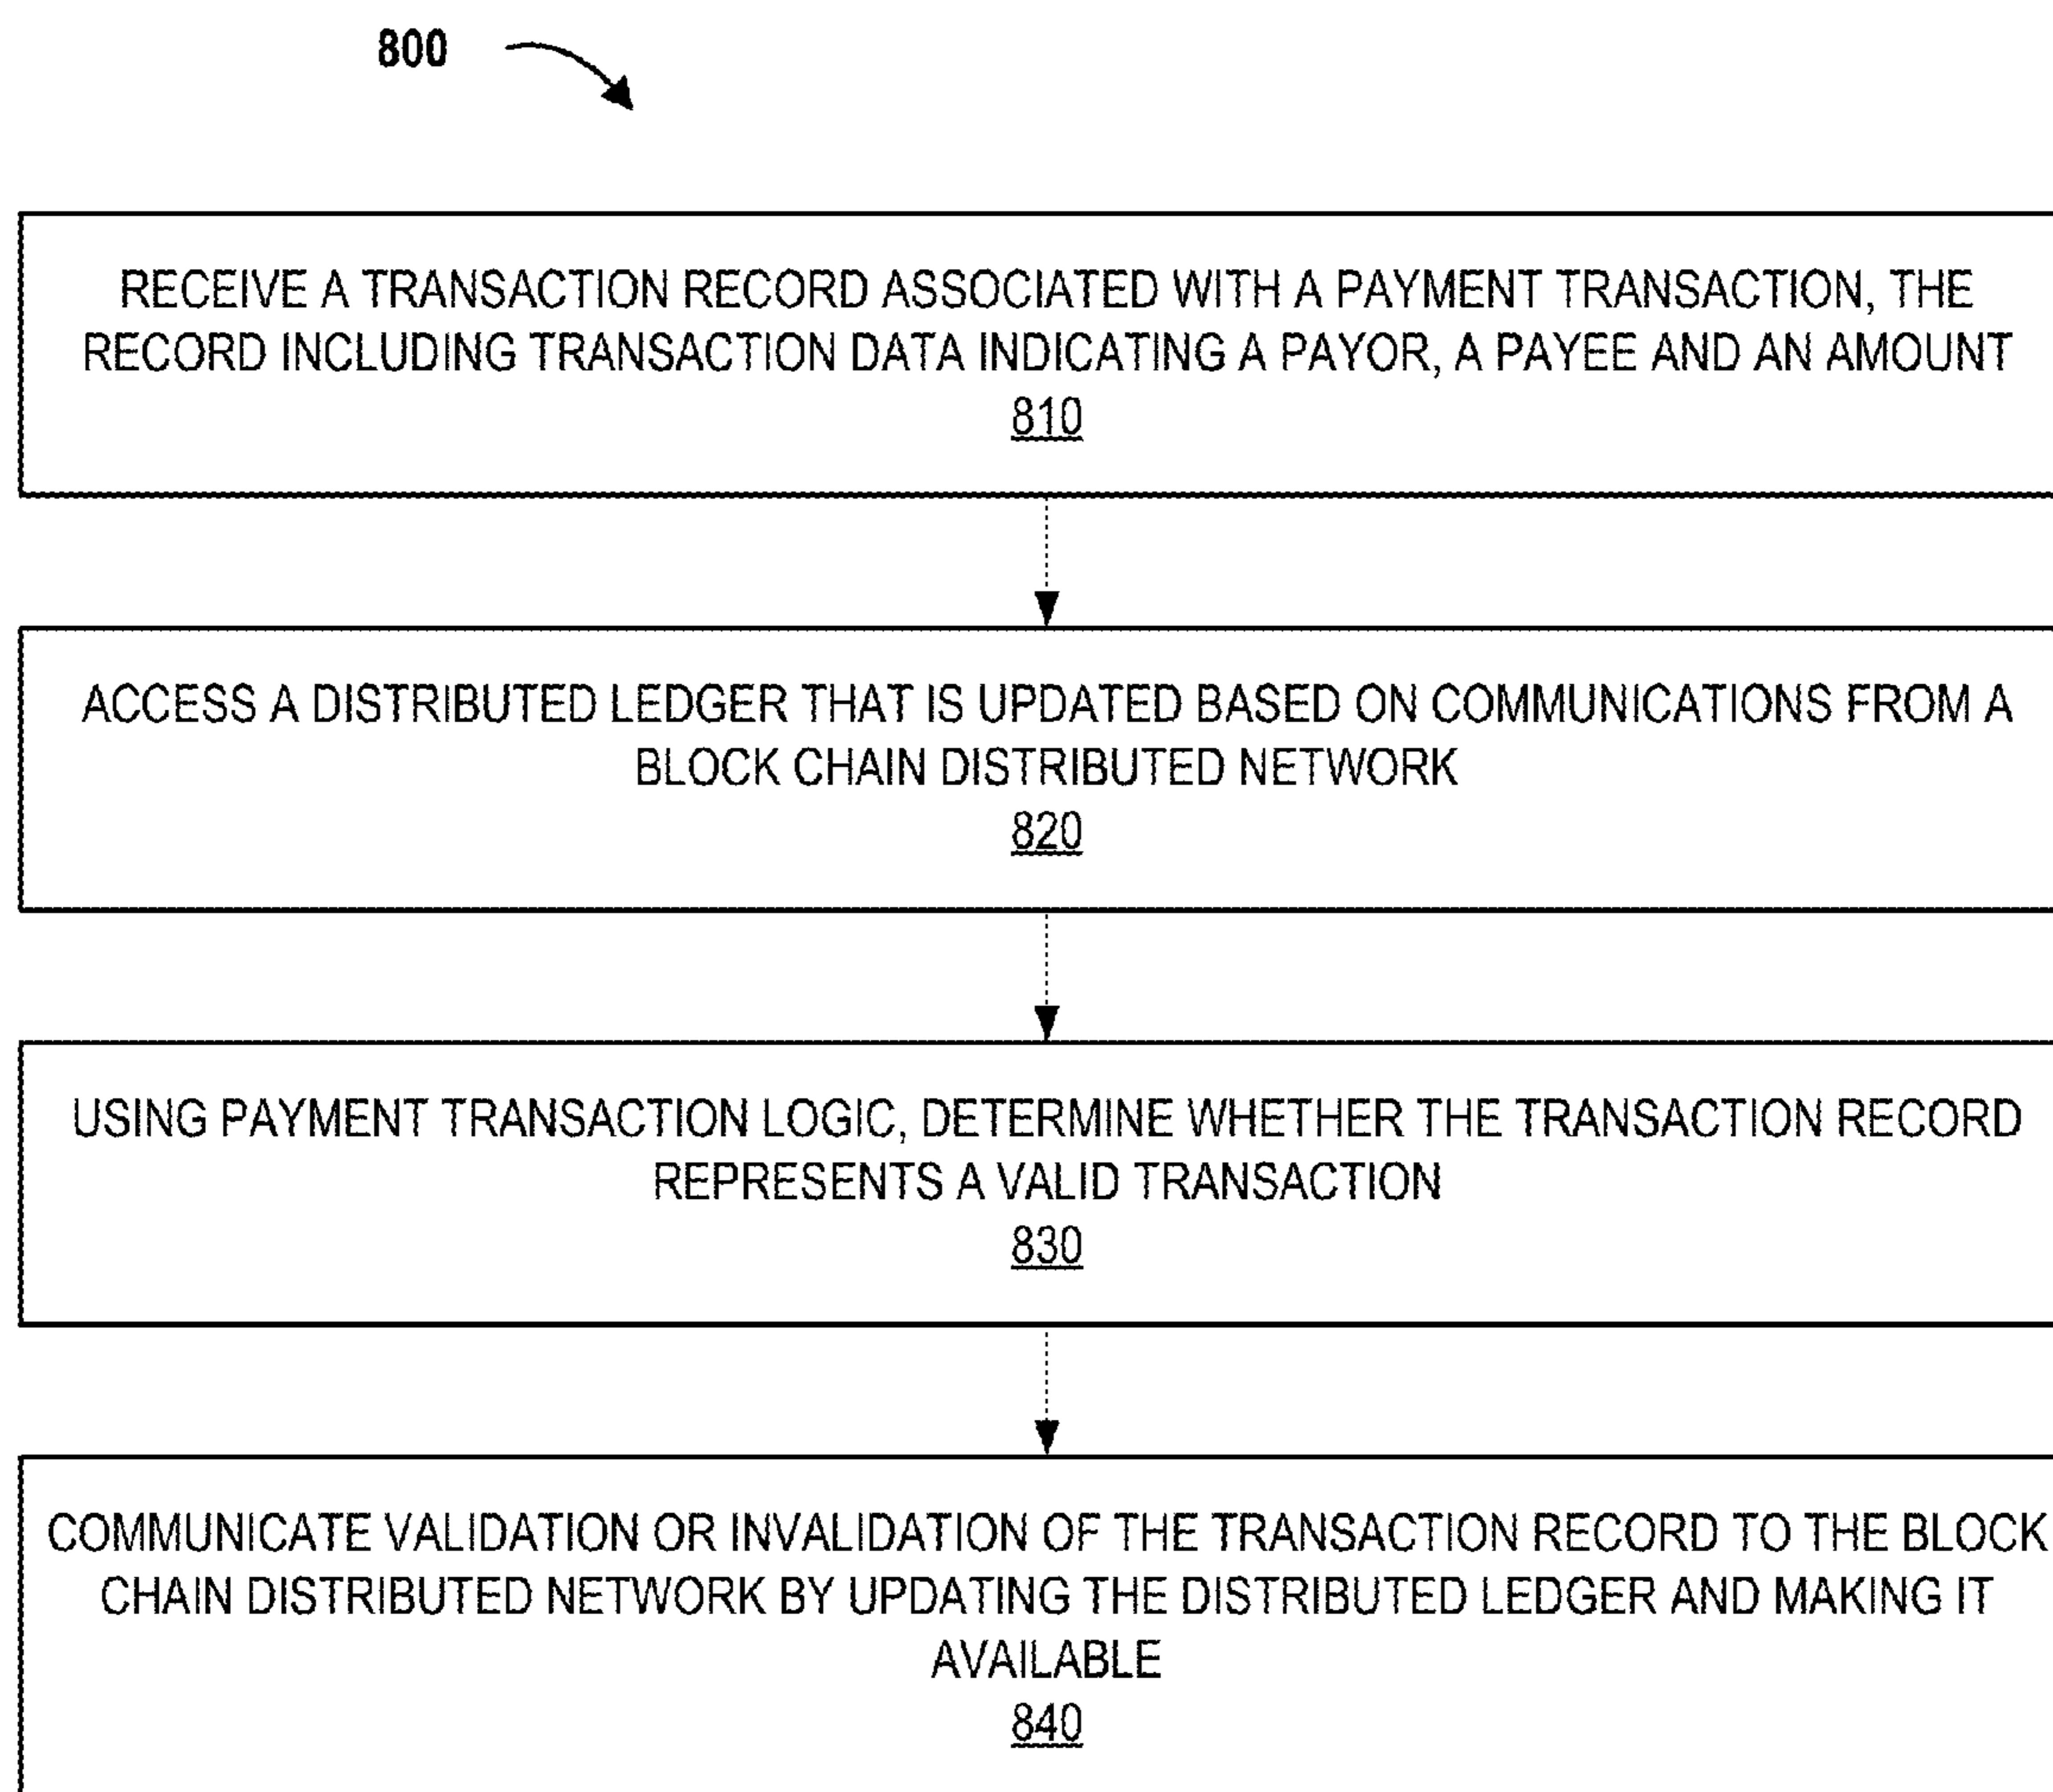 800
RECEIVE A TRANSACTION RECORD ASSOCIATED WITH A PAYMENT TRANSACTION, THE
RECORD INCLUDING TRANSACTION DATA INDICATING A PAYOR, A PAYEE AND AN AMOUNT
810
ACCESS A DISTRIBUTED LEDGER THAT IS UPDATED BASED ON COMMUNICATIONS FROM A
BLOCK CHAIN DISTRIBUTED NETWORK
820
USING PAYMENT TRANSACTION LOGIC, DETERMINE WHETHER THE TRANSACTION RECORD
REPRESENTS A VALID TRANSACTION
830
COMMUNICATE VALIDATION OR INVALIDATION OF THE TRANSACTION RECORD TO THE BLOCK
CHAIN DISTRIBUTED NETWORK BY UPDATING THE DISTRIBUTED LEDGER AND MAKING IT
AVAILABLE
840